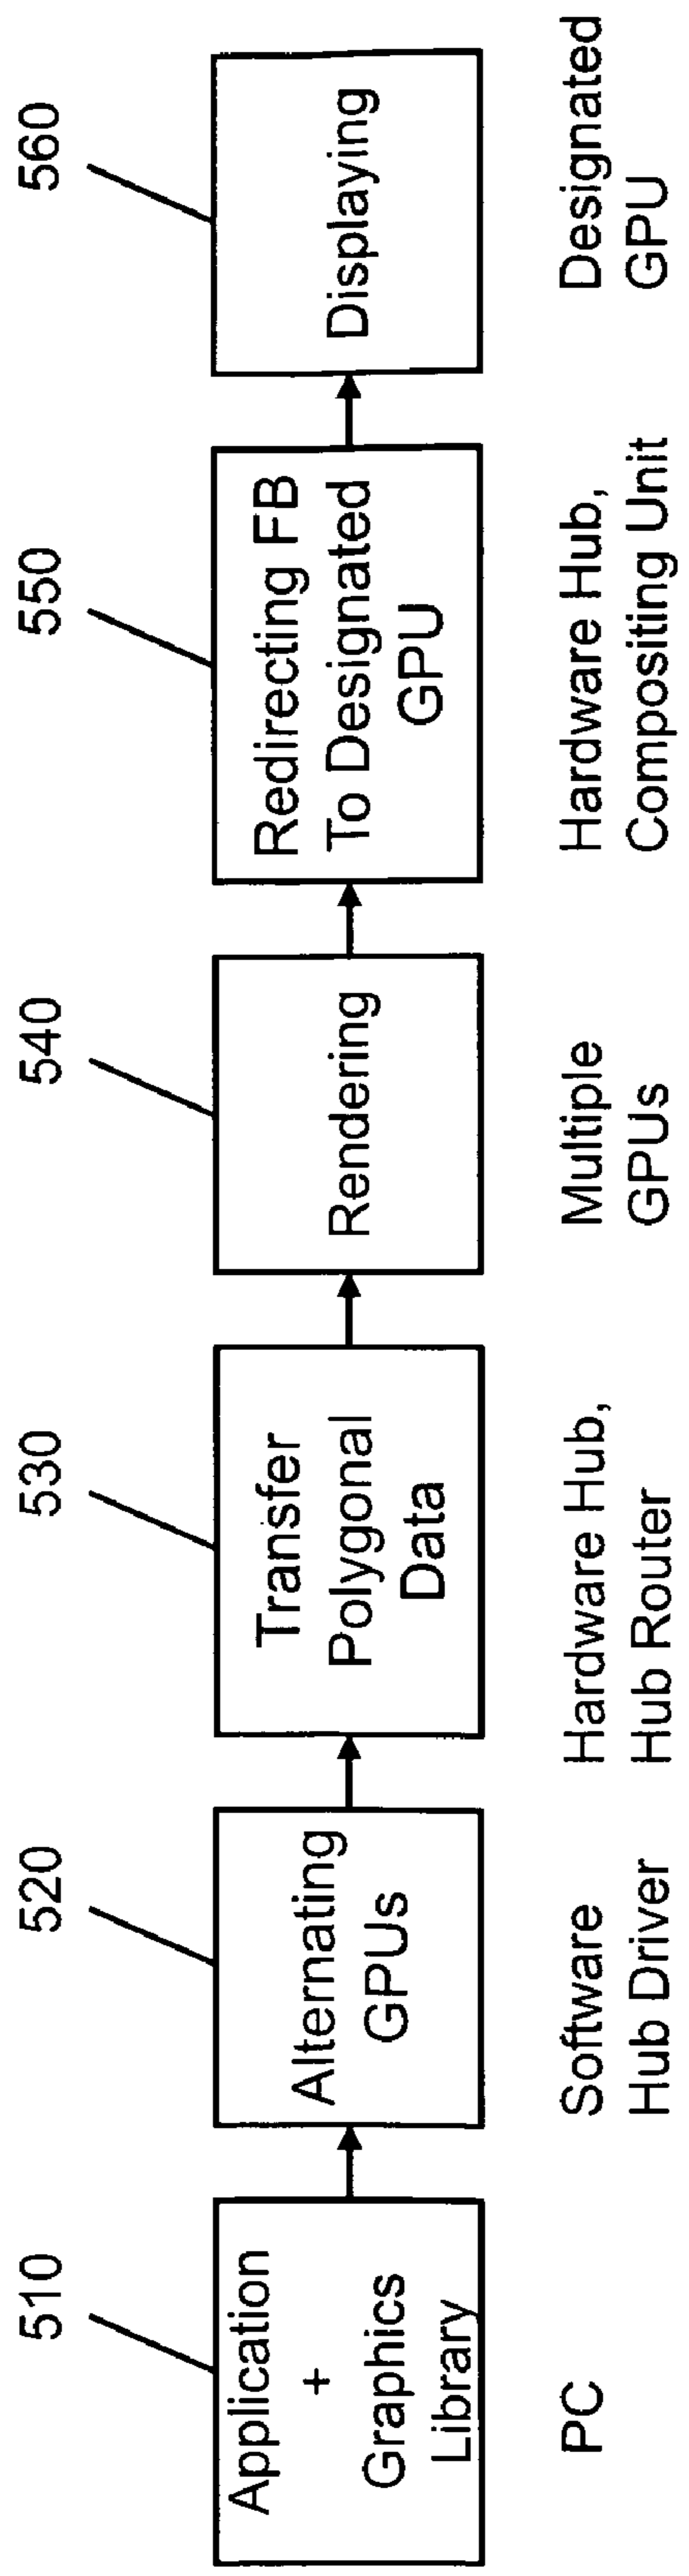 510
Application
+
Graphics
Library
PC
520
Alternating
GPUs
Software
Hub Driver
530
Transfer
Polygonal
Data
Hardware Hub,
Hub Router
540
Rendering
Multiple
GPUs
550
Redirecting FB
To Designated
GPU
Hardware Hub,
Compositing Unit
560
Displaying
Designated
GPU